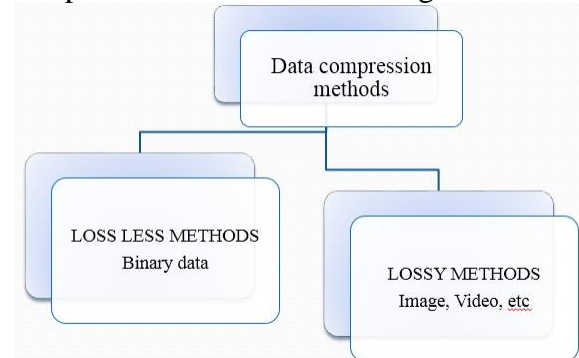 Data compression
methods
LOSS LESS METHODS
Binary data
LOSSY METHODS
Image, Video, etc